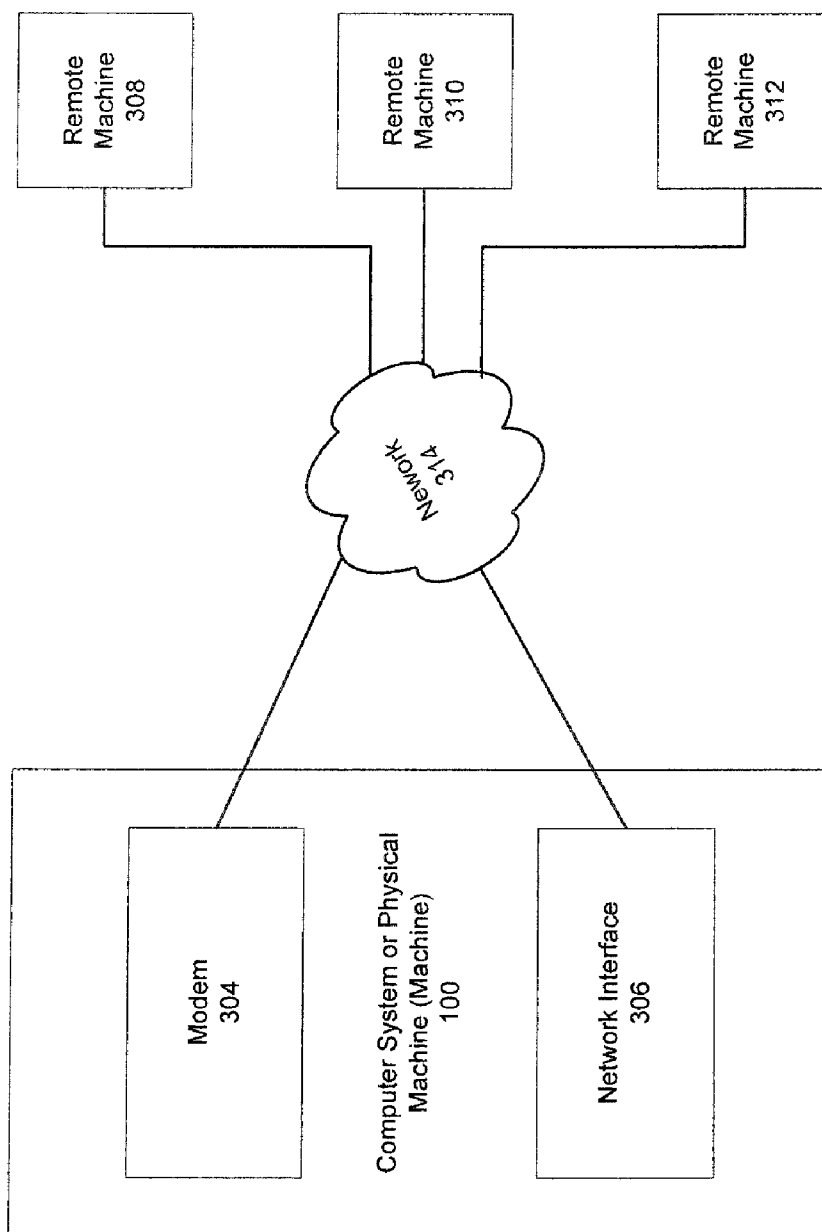 Remote
Machine
308
Remote
Machine
310
Remote
Machine
312
Nework
314
Modem
304
Computer System or Physical
Machine (Machine)
100
Network Interface
306